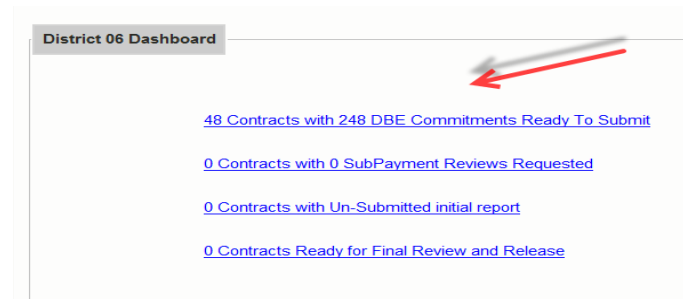 District 06 Dashboard
48 Contracts with 248 DBE Commitments Ready To Submit
0 Contracts with 0 SubPayment Reviews Requested
0 Contracts with Un-Submitted initial report
0 Contracts Ready for Final Review and Release